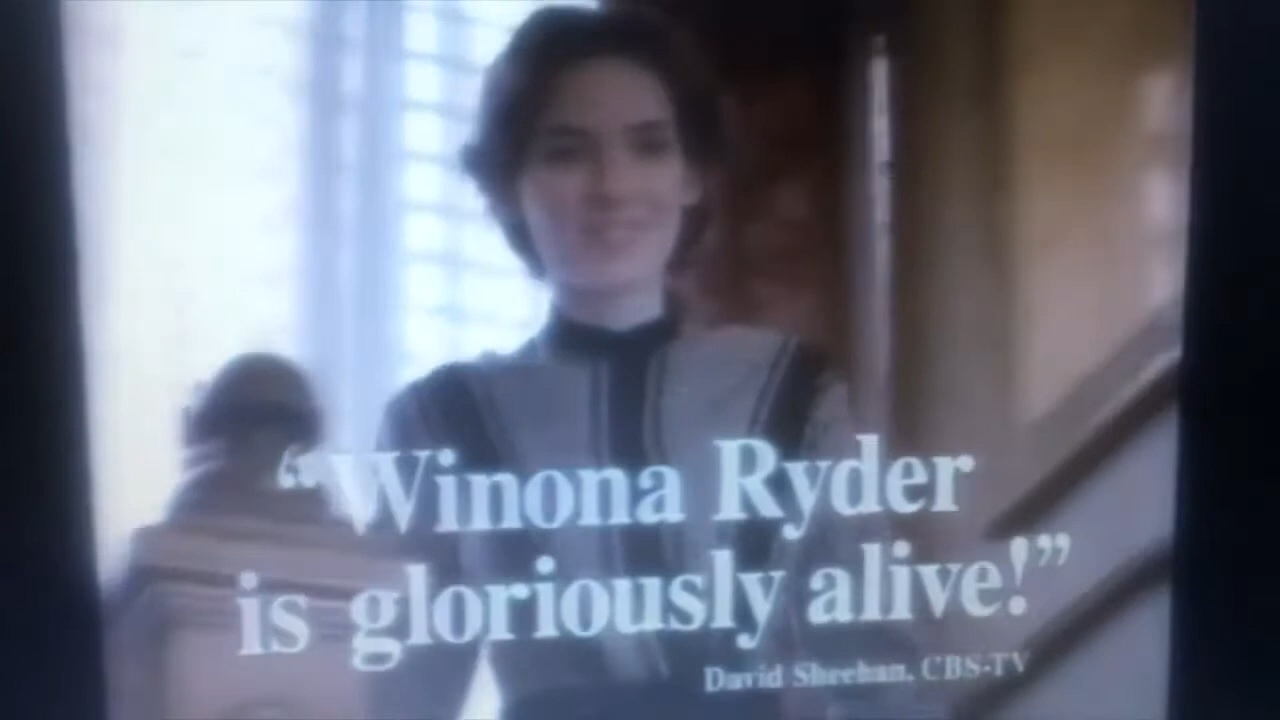 “Winona Ryder
is gloriously alive!”
David Sheehan, CBS-TV